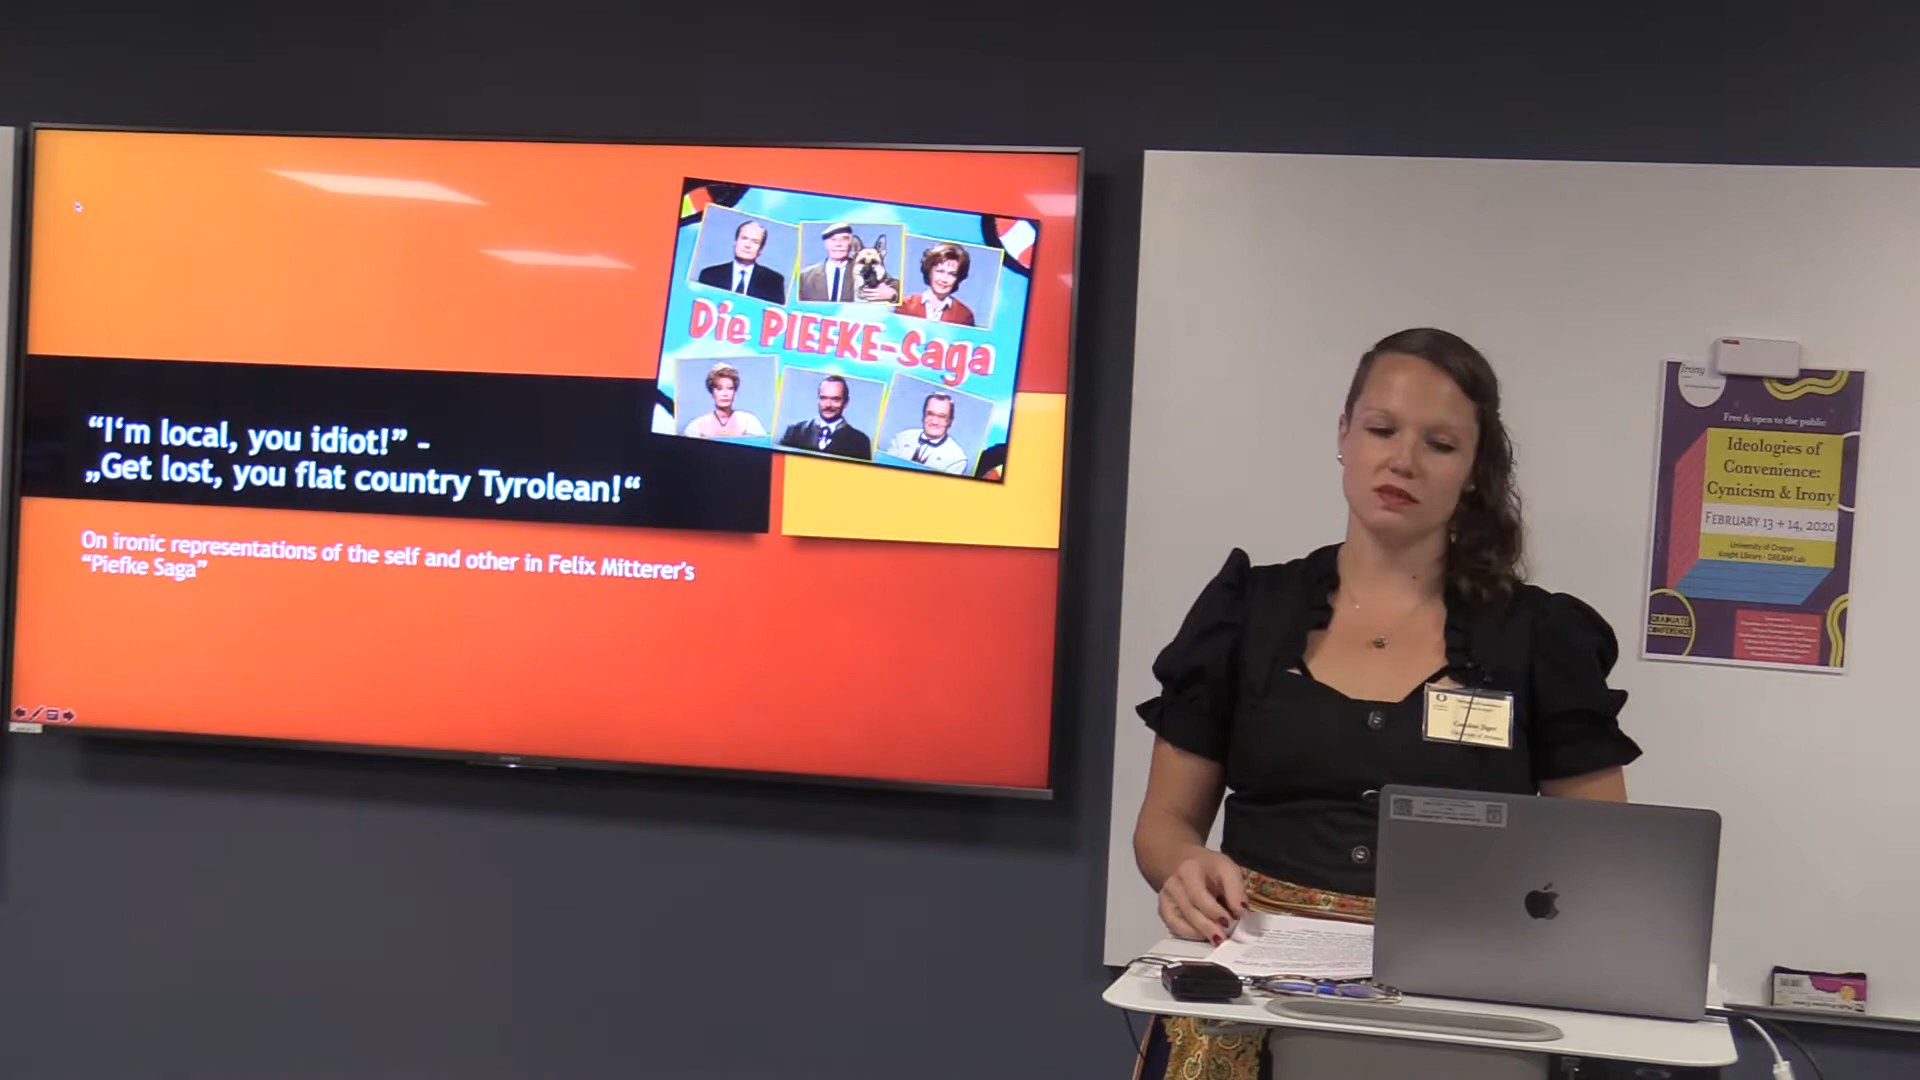 Die PIEFKE-Saga
“I‘m local, you idiot!” -
„Get lost, you flat country Tyrolean!“
On ironic representations of the self and other in Felix Mitterer's
“Piefke Saga”
Irony
Free & open to the public
Ideologies of
Convenience:
Cynicism & Irony
FEBRUARY 13 + 14, 2020
University of Oregon
Knight Library - DREAM Lab
GRADUATE
CONFERENCE